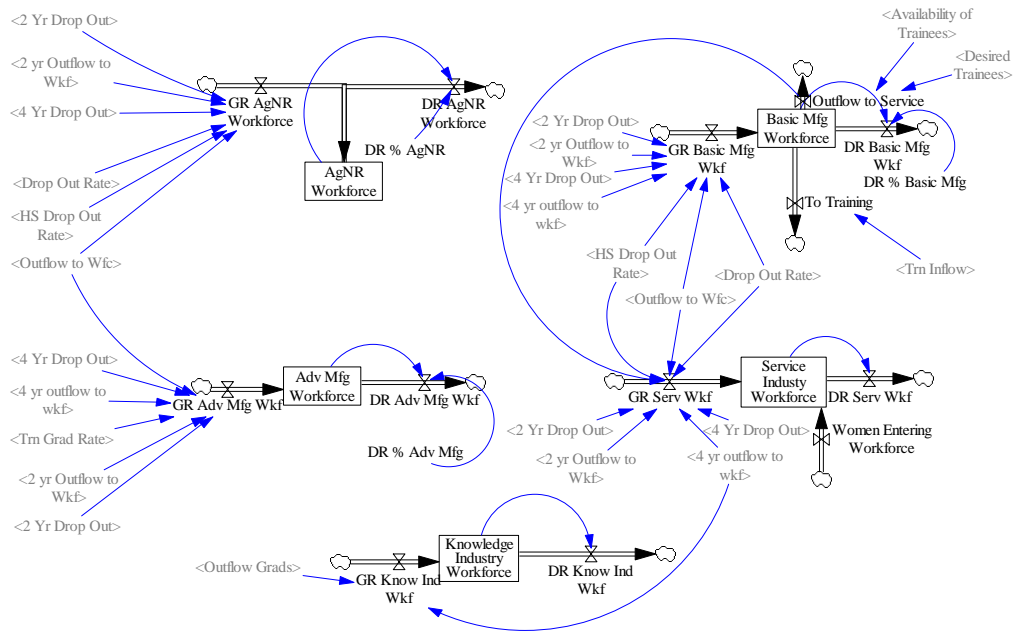 <2 Yr Drop Out>
<2 yr Outflow to
Wkf>
<4 Yr Drop Out>
GR AgNR
Workforce
DR AgNR
Workforce
DR % AgNR
AgNR
Workforce
<Drop Out Rate>
<HS Drop Out
Rate>
<Outflow to Wfc>
<Availability of
Trainees>
<Desired
Trainees>
Outflow to Service
Basic Mfg
Workforce
<2 Yr Drop Out>
<2 yr Outflow to
Wkf>
<4 Yr Drop Out>
<4 yr outflow to
wkf>
GR Basic Mfg
Wkf
DR Basic Mfg
Wkf
DR % Basic Mfg
To Training
<Trn Inflow>
<HS Drop Out
Rate>
<Outflow to Wfc>
<Drop Out Rate>
<4 Yr Drop Out>
<4 yr outflow to
wkf>
<Trn Grad Rate>
<2 yr Outflow to
Wkf>
<2 Yr Drop Out>
GR Adv Mfg Wkf
Adv Mfg
Workforce
DR Adv Mfg Wkf
DR % Adv Mfg
GR Serv Wkf
Service
Industy
Workforce
DR Serv Wkf
Women Entering
Workforce
<2 Yr Drop Out>
<2 yr Outflow to
Wkf>
<4 Yr Drop Out>
<4 yr outflow to
wkf>
<Outflow Grads>
GR Know Ind
Wkf
Knowledge
Industry
Workforce
DR Know Ind
Wkf